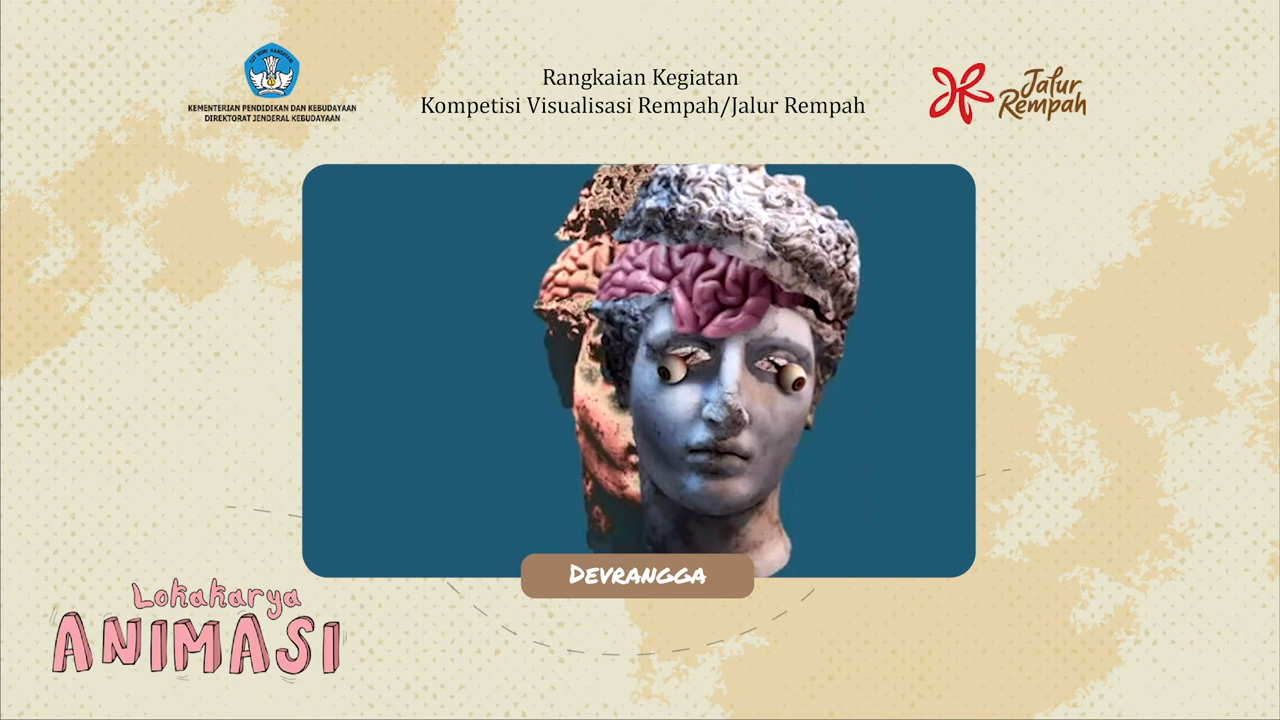 Rangkaian Kegiatan
Kompetisi Visualisasi Rempah/Jalur Rempah
KEMENTERIAN PENDIDIKAN DAN KEBUDAYAAN
DIREKTORAT JENDERAL KEBUDAYAAN
Jalur
Rempah
DEVRANGGA
Lokakarya
ANIMASI